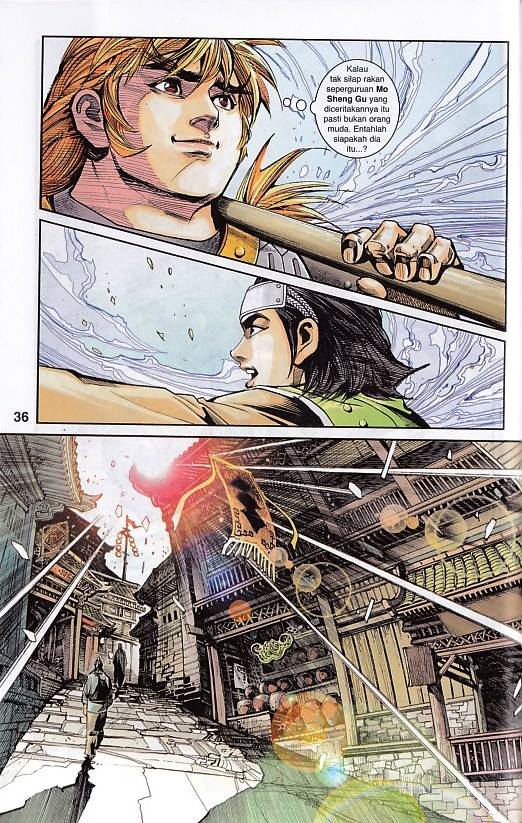 Kalau
tak silap rakan
seperguruan Mo
Sheng Gu yang
diceritakannya itu
pasti bukan orang
muda. Entahlah
siapakah dia
itu...?
36